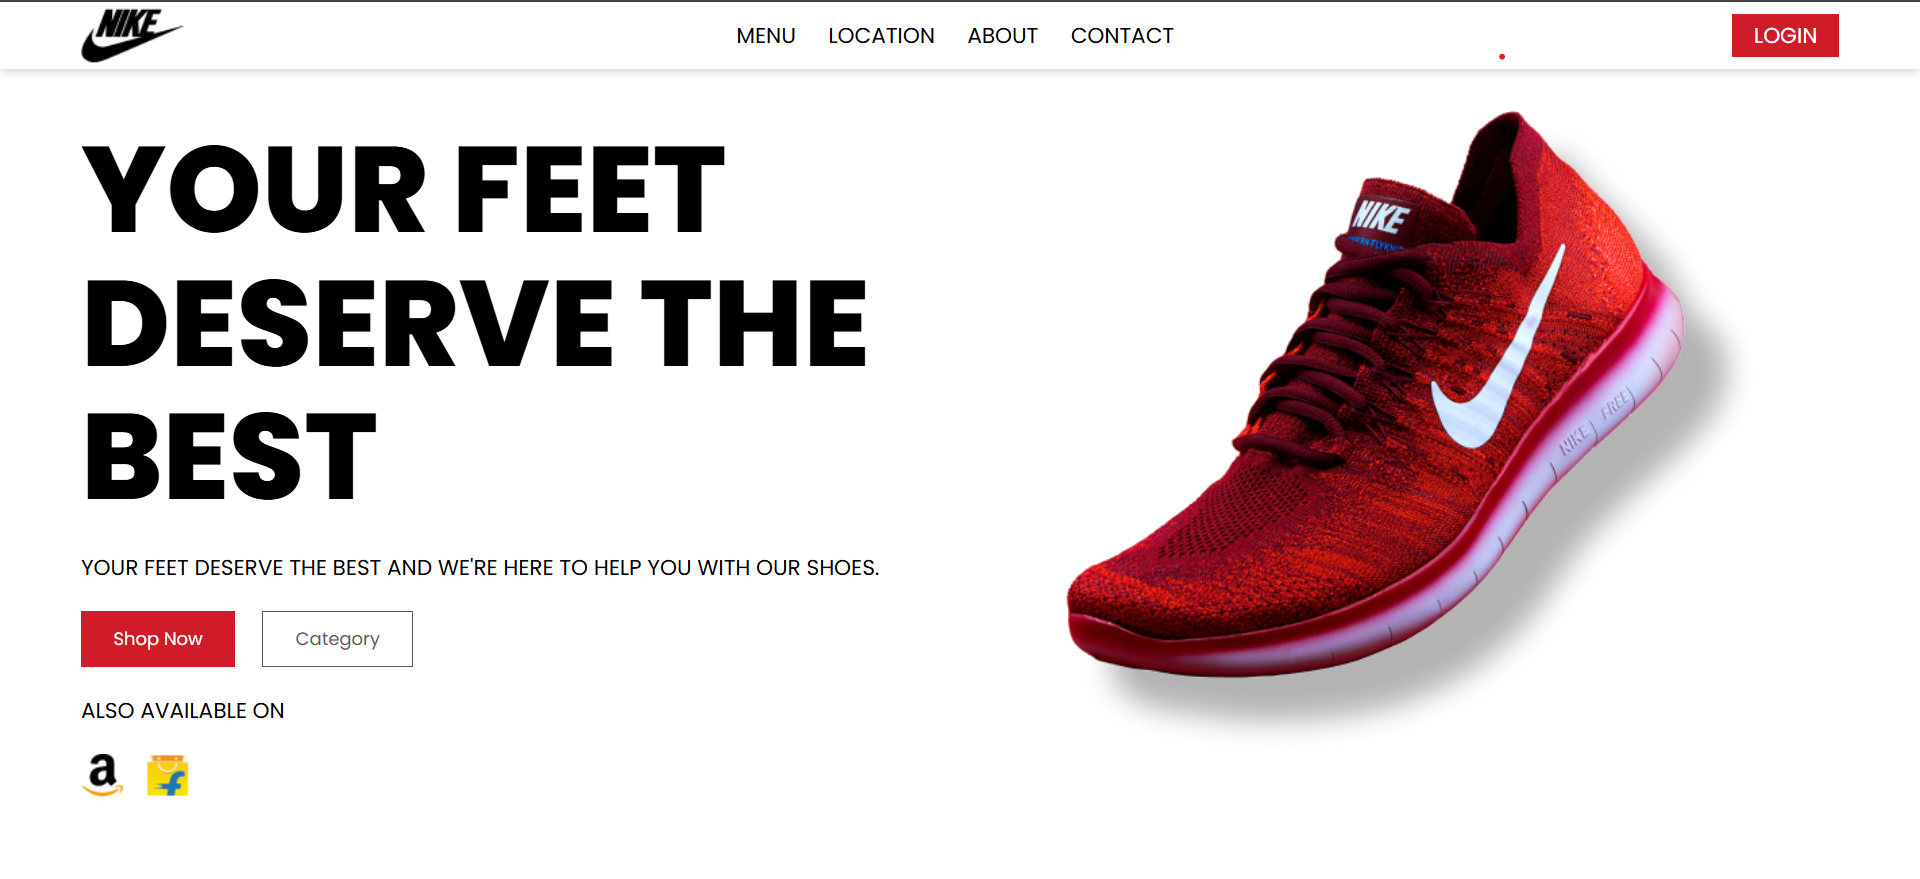 NIKE
MENU LOCATION ABOUT CONTACT
LOGIN
YOUR FEET
DESERVE THE
BEST
YOUR FEET DESERVE THE BEST AND WE'RE HERE TO HELP YOU WITH OUR SHOES.
Shop Now
Category
ALSO AVAILABLE ON
a
f
NIKE
NIKE FREE